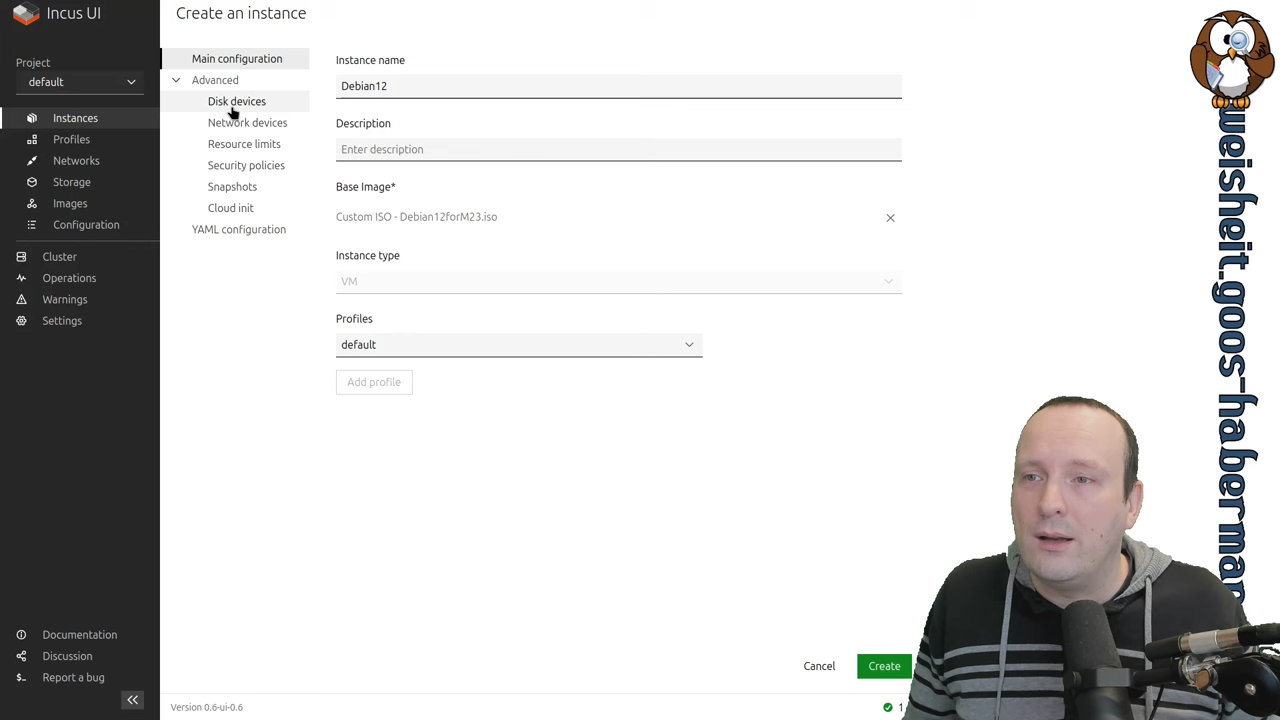 Incus UI
Project
default
Instances
Profiles
Networks
Storage
Images
Configuration
Cluster
Operations
Warnings
Settings
Documentation
Discussion
Report a bug
Create an instance
Main configuration
Advanced
Disk devices
Network devices
Resource limits
Security policies
Snapshots
Cloud init
YAML configuration
Instance name
Debian12
Description
Enter description
Base Image*
Custom ISO - Debian12forM23.iso
Instance type
VM
Profiles
default
Add profile
Cancel
Create
Version 0.6-ui-0.6
1